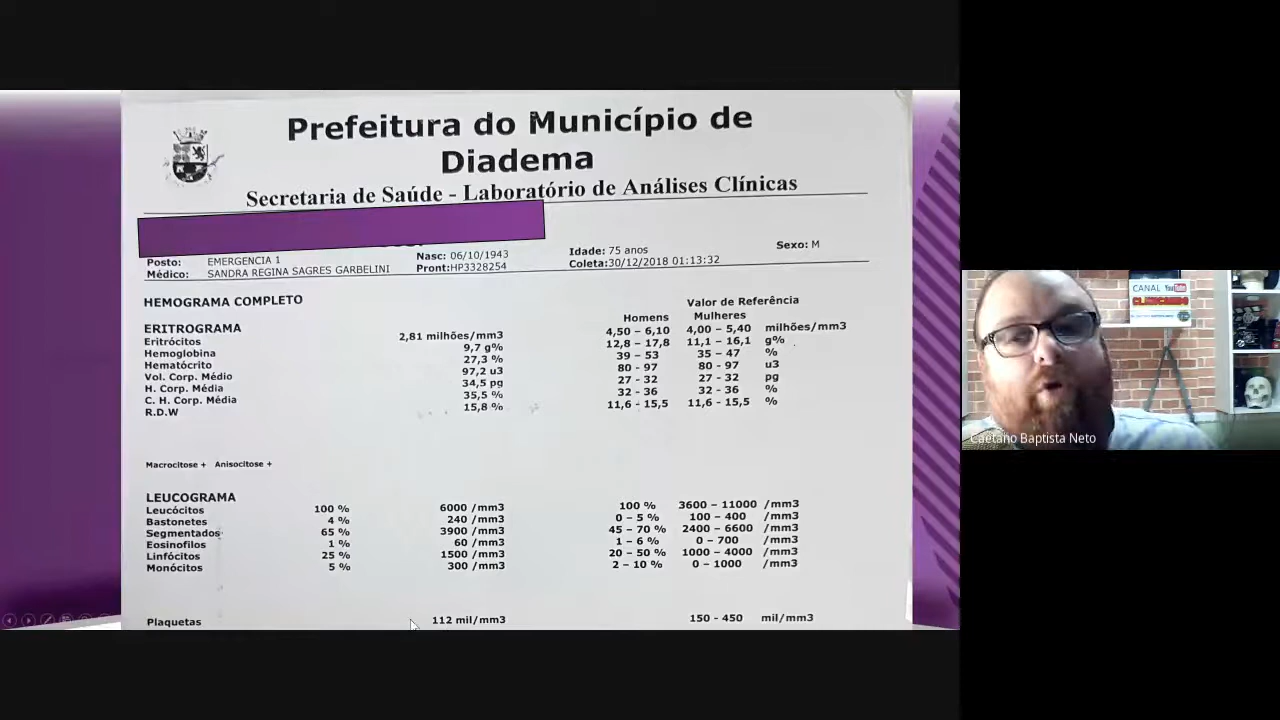 Prefeitura do Município de
Diadema
Secretaria de Saúde - Laboratório de Análises Clínicas
Posto: EMERGENCIA 1 Nasc: 06/10/1943 Idade: 75 anos Sexo: M
Médico: SANDRA REGINA SAGRES GARBELINI Pront:HP3328254 Coleta:30/12/2018 01:13:32
HEMOGRAMA COMPLETO Valor de Referência
Homens Mulheres
ERITROGRAMA
Eritrócitos 2,81 milhões/mm3 4,50 – 6,10 4,00 – 5,40 milhões/mm3
Hemoglobina 9,7 g% 12,8 – 17,8 11,1 – 16,1 g%
Hematócrito 27,3 % 39 – 53 35 – 47 %
Vol. Corp. Médio 97,2 u3 80 - 97 80 - 97 u3
H. Corp. Média 34,5 pg 27 - 32 27 - 32 pg
C. H. Corp. Média 35,5 % 32 - 36 32 - 36 %
R.D.W 15,8 % 11,6 - 15,5 11,6 - 15,5 %
Macrocitose + Anisocitose +
LEUCOGRAMA
Leucócitos 100 % 6000 /mm3 100 % 3600 – 11000 /mm3
Bastonetes 4 % 240 /mm3 0 – 5 % 100 - 400 /mm3
Segmentados 65 % 3900 /mm3 45 - 70 % 2400 - 6600 /mm3
Eosinofilos 1 % 60 /mm3 1 – 6 % 0 - 700 /mm3
Linfócitos 25 % 1500 /mm3 20 – 50 % 1000 - 4000 /mm3
Monócitos 5 % 300 /mm3 2 – 10 % 0 - 1000 /mm3
Plaquetas 112 mil/mm3 150 - 450 mil/mm3
CANAL YouTube
CLINICANDO
Caetano Baptista Neto